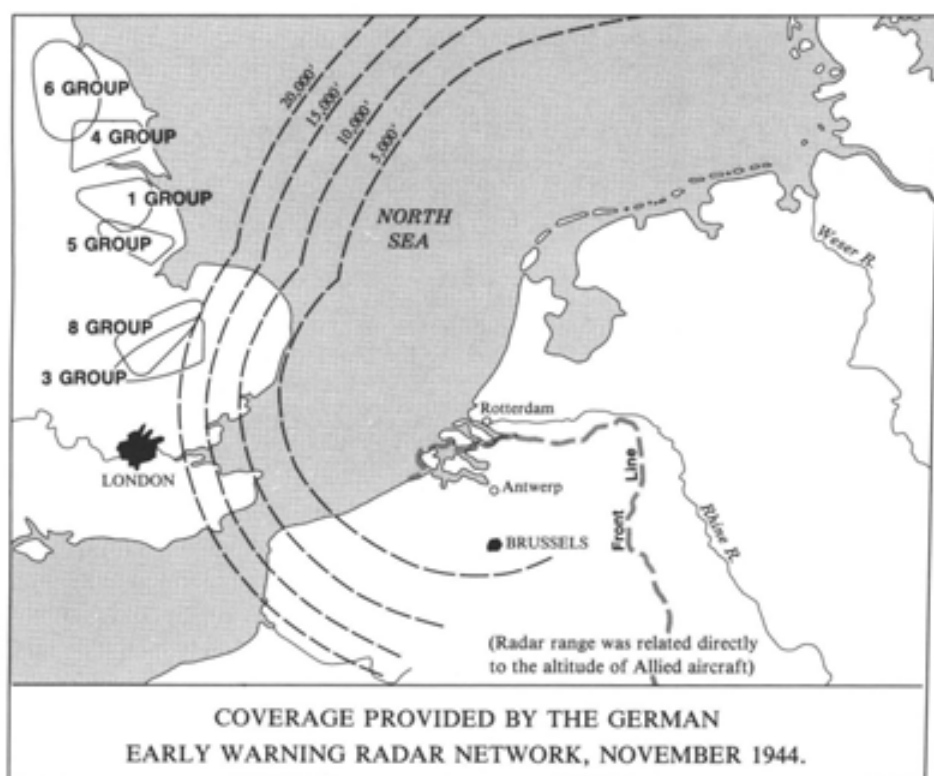 6 GROUP
4 GROUP
1 GROUP
5 GROUP
8 GROUP
3 GROUP
LONDON
20,000'
15,000'
10,000'
5,000'
NORTH
SEA
Weser R.
Rotterdam
Antwerp
BRUSSELS
Front Line
Rhine R.
(Radar range was related directly
to the altitude of Allied aircraft)
COVERAGE PROVIDED BY THE GERMAN
EARLY WARNING RADAR NETWORK, NOVEMBER 1944.